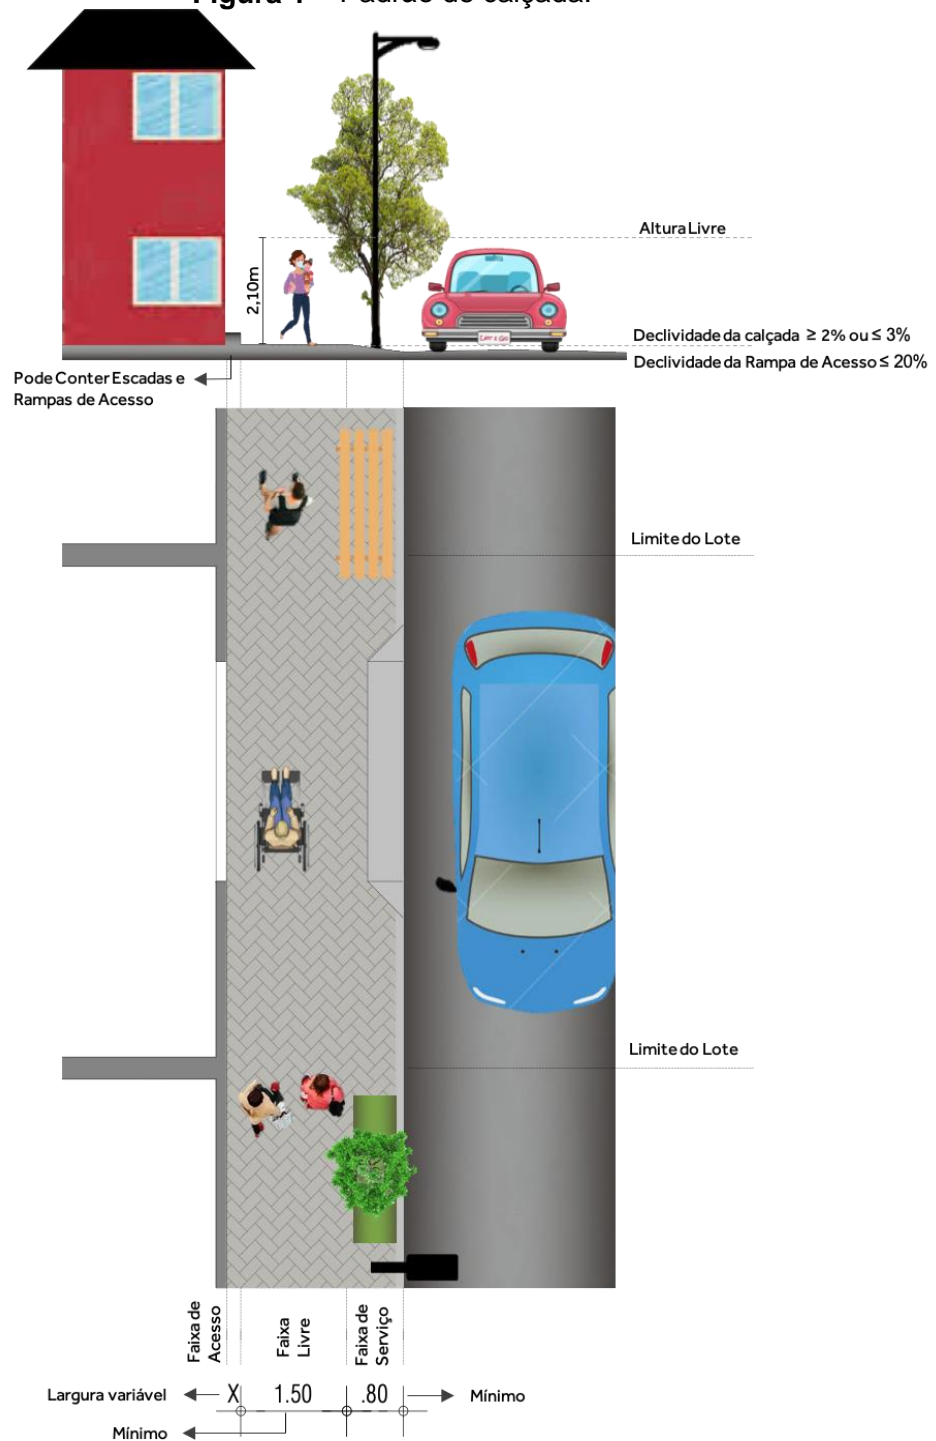 Figura 1 – Padrão de calçada.
Altura Livre
2,10m
Declividade da calçada ≥ 2% ou ≤ 3%
Declividade da Rampa de Acesso ≤ 20%
Pode Conter Escadas e
Rampas de Acesso
Limite do Lote
Limite do Lote
Faixa de
Acesso
Faixa
Livre
Faixa de
Serviço
Largura variável X 1.50 .80 Mínimo
Mínimo